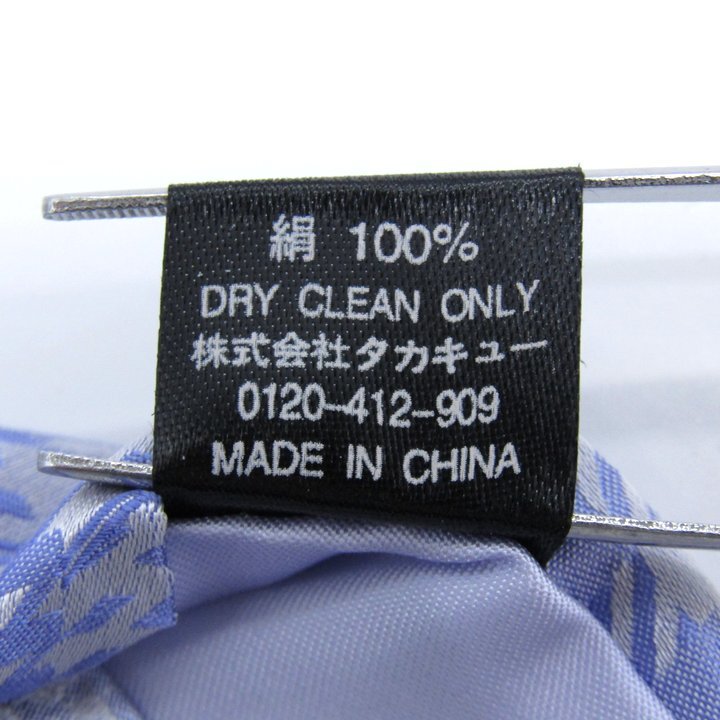 絹 100%
DRY CLEAN ONLY
株式会社タカキュー
0120-412-909
MADE IN CHINA